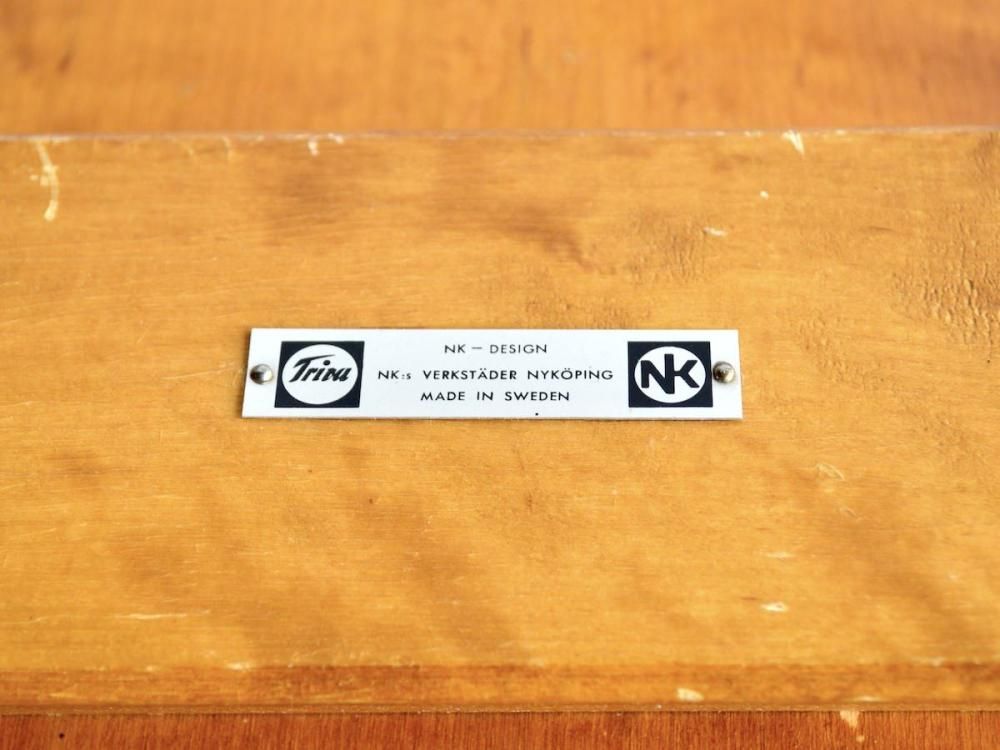 Triva
NK – DESIGN
NK:s VERKSTÄDER NYKÖPING
MADE IN SWEDEN
NK